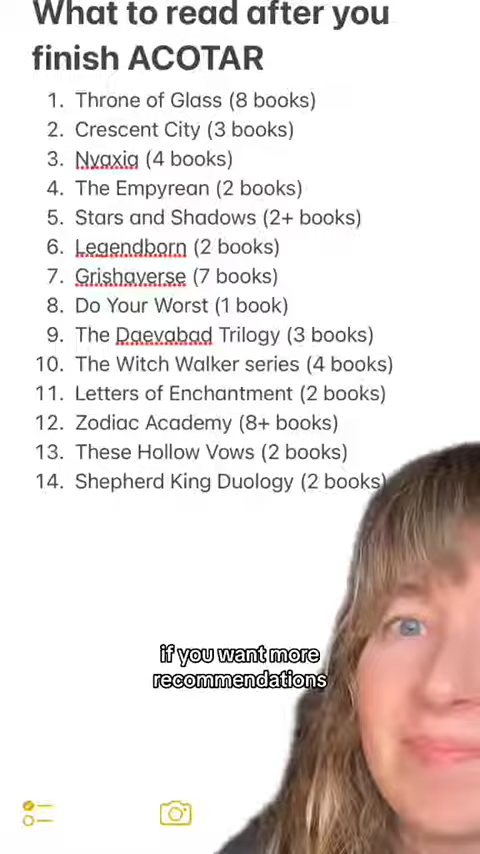 What to read after you
finish ACOTAR
1. Throne of Glass (8 books)
2. Crescent City (3 books)
3. Nyaxia (4 books)
4. The Empyrean (2 books)
5. Stars and Shadows (2+ books)
6. Legendborn (2 books)
7. Grishaverse (7 books)
8. Do Your Worst (1 book)
9. The Daevabad Trilogy (3 books)
10. The Witch Walker series (4 books)
11. Letters of Enchantment (2 books)
12. Zodiac Academy (8+ books)
13. These Hollow Vows (2 books)
14. Shepherd King Duology (2 books)
if you want more
recommendations